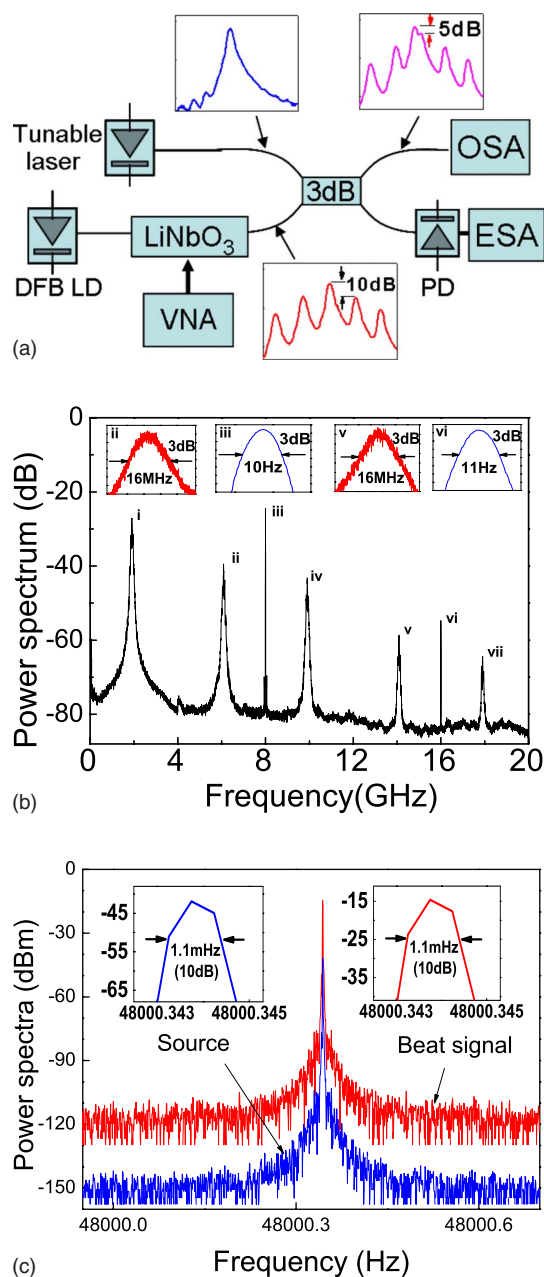 5dB
Tunable
laser
OSA
3dB
LiNbO3
ESA
DFB LD
PD
10dB
VNA
(a)
Power spectrum (dB)
0
-20
-40
-60
-80
ii
3dB
16MHz
iii
3dB
10Hz
v
3dB
16MHz
vi
3dB
11Hz
i
ii
iii
iv
v
vi
vii
0 4 8 12 16 20
Frequency(GHz)
(b)
Power spectra (dBm)
0
-30
-60
-90
-120
-150
-45
-55
-65
1.1mHz
(10dB)
48000.343 48000.345
-15
-25
-35
1.1mHz
(10dB)
48000.343 48000.345
Source
Beat signal
48000.0 48000.3 48000.6
Frequency (Hz)
(c)